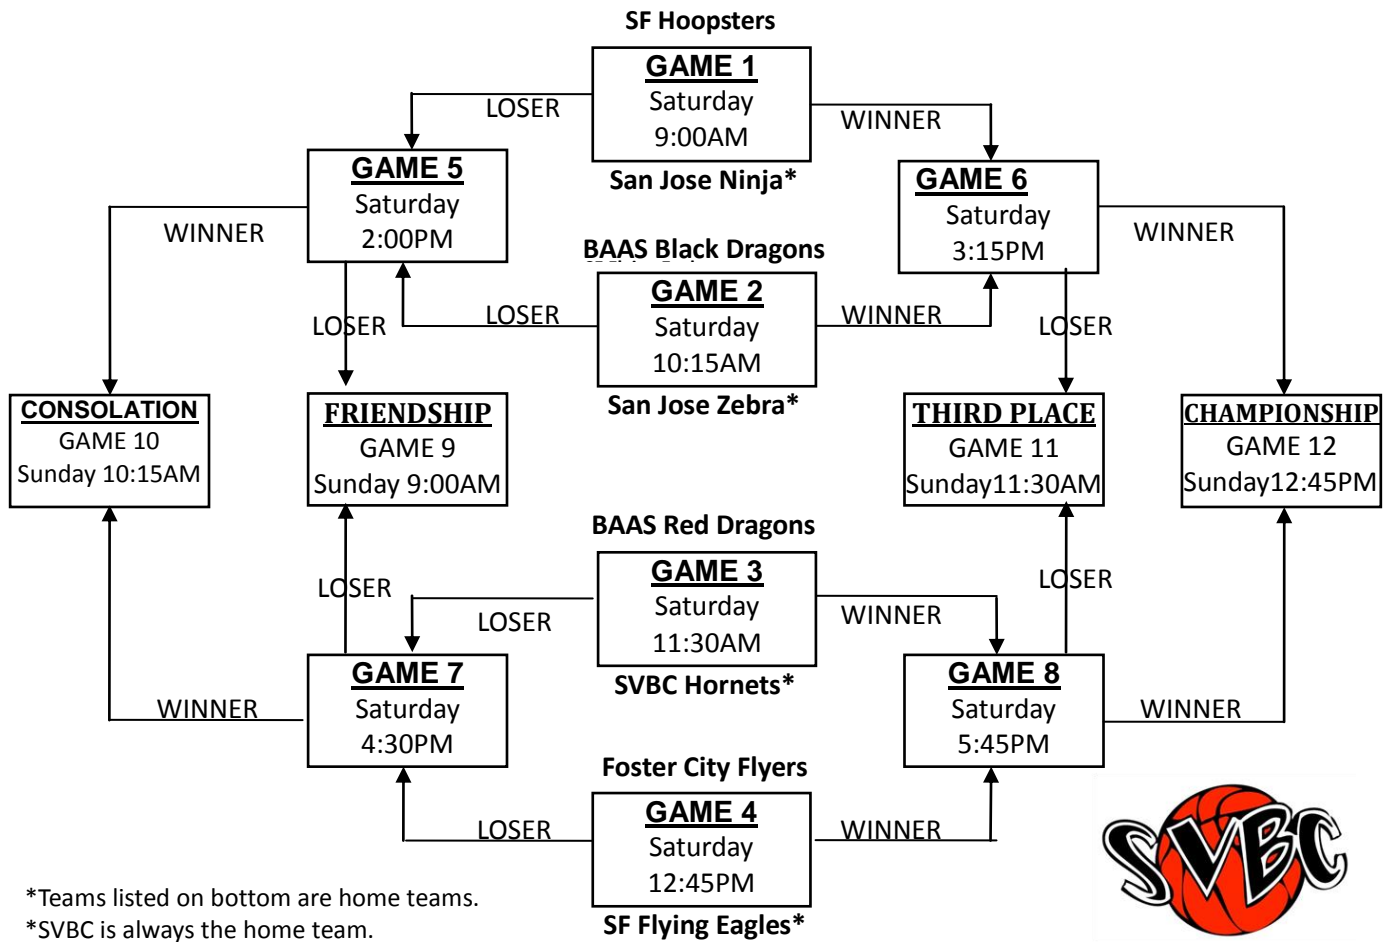 SF Hoopsters
GAME 1
Saturday
9:00AM
San Jose Ninja*
LOSER
WINNER
GAME 5
Saturday
2:00PM
GAME 6
Saturday
3:15PM
WINNER
WINNER
BAAS Black Dragons
GAME 2
Saturday
10:15AM
San Jose Zebra*
LOSER
LOSER
WINNER
LOSER
CONSOLATION
GAME 10
Sunday 10:15AM
FRIENDSHIP
GAME 9
Sunday 9:00AM
THIRD PLACE
GAME 11
Sunday11:30AM
CHAMPIONSHIP
GAME 12
Sunday12:45PM
BAAS Red Dragons
GAME 3
Saturday
11:30AM
SVBC Hornets*
LOSER
LOSER
WINNER
LOSER
GAME 7
Saturday
4:30PM
GAME 8
Saturday
5:45PM
WINNER
WINNER
Foster City Flyers
GAME 4
Saturday
12:45PM
SF Flying Eagles*
LOSER
WINNER
SVBC
*Teams listed on bottom are home teams.
*SVBC is always the home team.